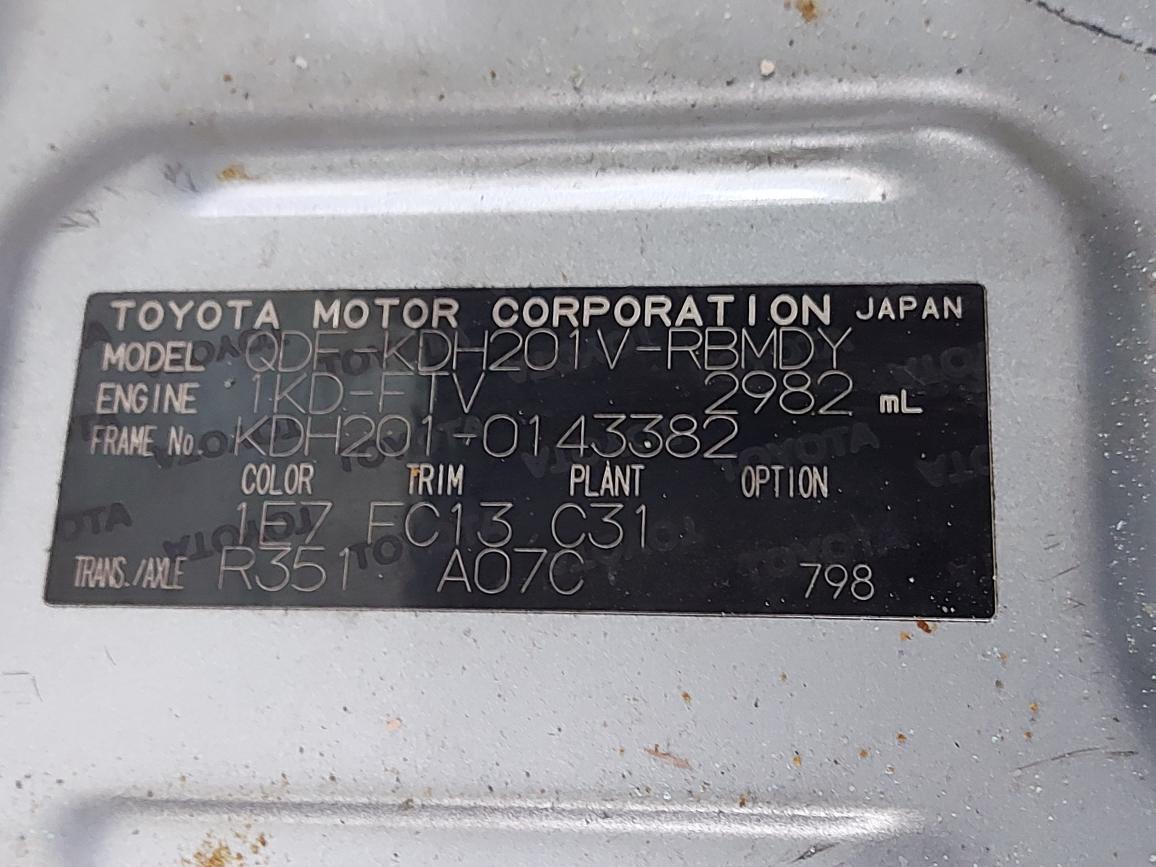 TOYOTA MOTOR CORPORATION JAPAN
MODEL QDF-KDH201V-RBMDY
ENGINE 1KD-FTV 2982 mL
FRAME No. KDH201-0143382
COLOR TRIM PLANT OPTION
1E7 FC13 C31
TRANS./AXLE R351 A07C 798